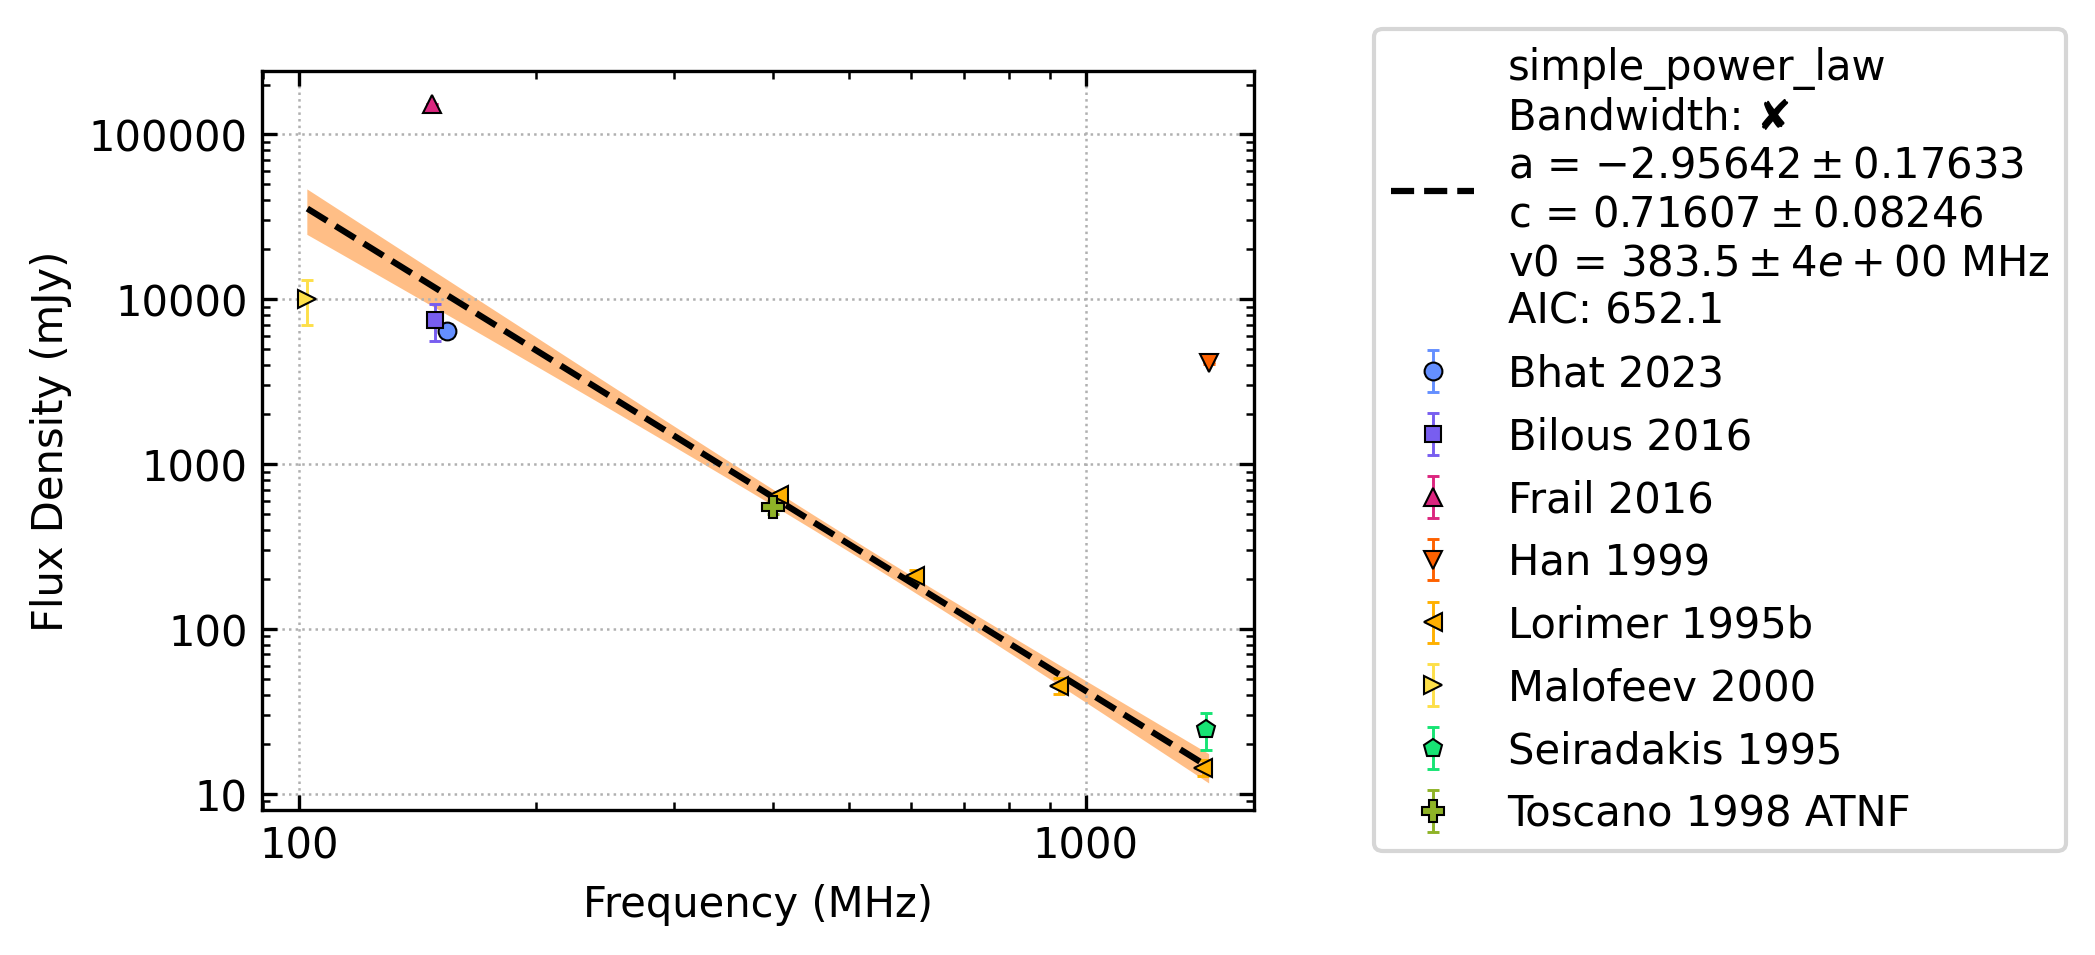 100000
10000
1000
100
10
Flux Density (mJy)
100
1000
Frequency (MHz)
simple_power_law
Bandwidth: ✘
a = −2.95642 ± 0.17633
c = 0.71607 ± 0.08246
v0 = 383.5 ± 4e + 00 MHz
AIC: 652.1
Bhat 2023
Bilous 2016
Frail 2016
Han 1999
Lorimer 1995b
Malofeev 2000
Seiradakis 1995
Toscano 1998 ATNF